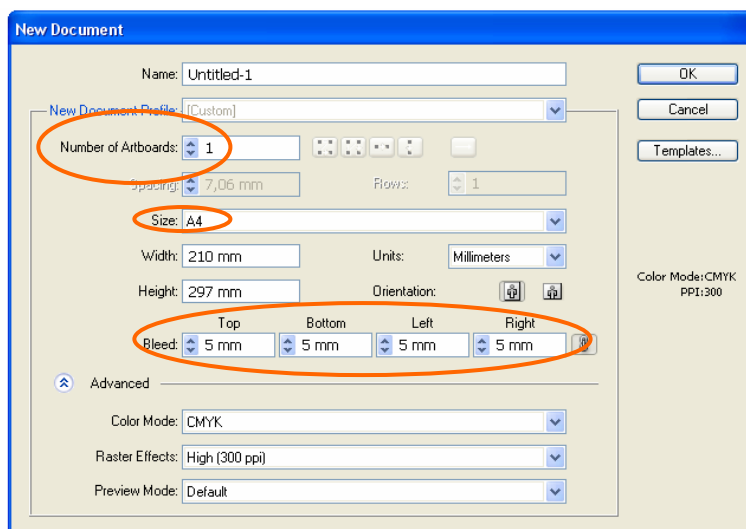 New Document
Name: Untitled-1
OK
New Document Profile: [Custom]
Cancel
Number of Artboards: 1
Templates...
Spacing: 7,06 mm Rows: 1
Size: A4
Width: 210 mm Units: Millimeters
Height: 297 mm Orientation:
Color Mode:CMYK
PPI:300
Top Bottom Left Right
Bleed: 5 mm 5 mm 5 mm 5 mm
Advanced
Color Mode: CMYK
Raster Effects: High (300 ppi)
Preview Mode: Default